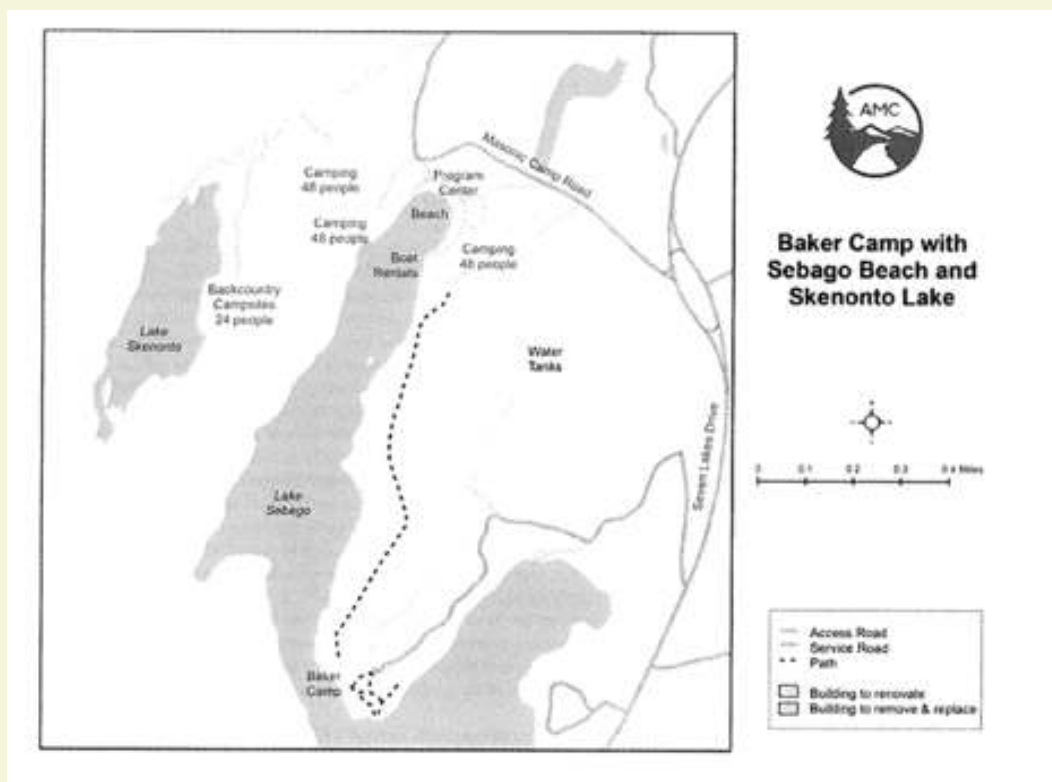 AMC
Baker Camp with
Sebago Beach and
Skenonto Lake
Masonic Camp Road
Camping
48 people
Program
Center
Beach
Camping
48 people
Camping
48 people
Boat
Rentals
Backcountry
Campsites
24 people
Lake
Skenonto
Water
Tanks
Seven Lakes Drive
Lake
Sebago
Baker
Camp
0 0.1 0.2 0.3 0.4 Miles
Access Road
Service Road
Path
Building to renovate
Building to remove & replace